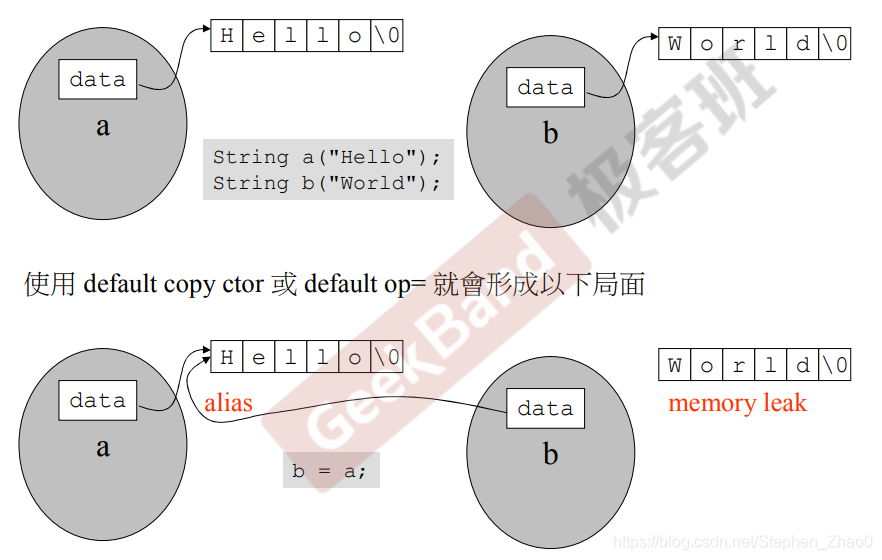 H e l l o \0
W o r l d \0
data
data
a
b
String a("Hello");
String b("World");
GeekBand 极客班
使用 default copy ctor 或 default op= 就會形成以下局面
H e l l o \0
W o r l d \0
data
alias
data
memory leak
a
b
b = a;
https://blog.csdn.net/Stephen_Zhao0